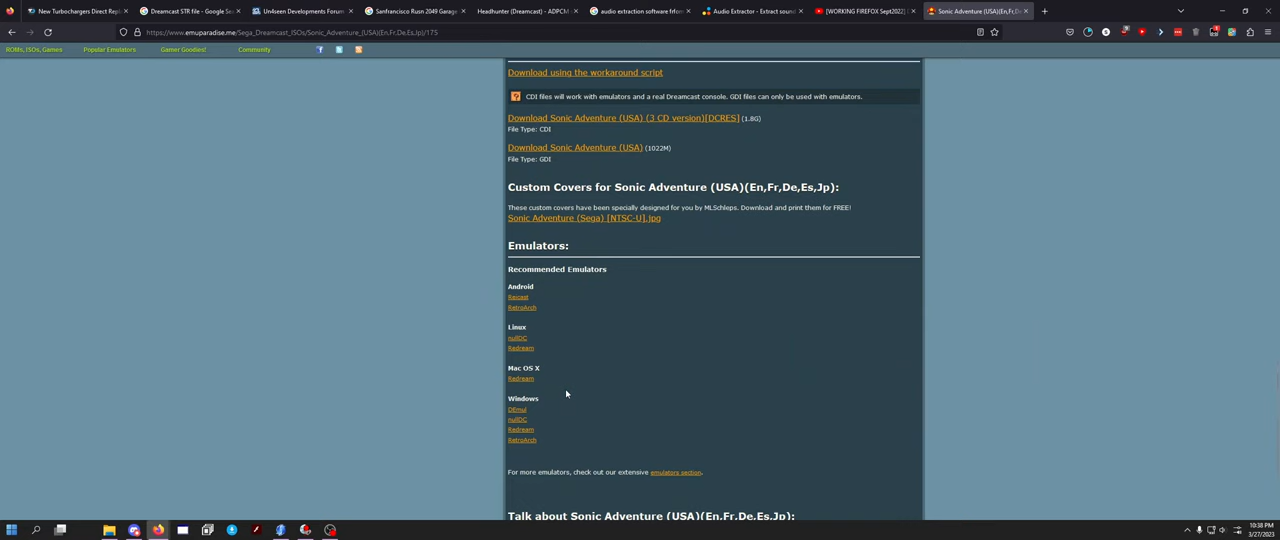 New Turbochargers Direct Repl
Dreamcast STR file - Google Sea
Un4seen Developments Forum
Sanfrancisco Rusn 2049 Garage
Headhunter (Dreamcast) - ADPCM
audio extraction software frfom
Audio Extractor - Extract soun
[WORKING FIREFOX Sept2022]
Sonic Adventure (USA)(En,Fr,De
https://www.emuparadise.me/Sega_Dreamcast_ISOs/Sonic_Adventure_(USA)(En,Fr,De,Es,Jp)/175
ROMs, ISOs, Games Popular Emulators Gamer Goodies! Community
Download using the workaround script
CDI files will work with emulators and a real Dreamcast console. GDI files can only be used with emulators.
Download Sonic Adventure (USA) (3 CD version)[DCRES] (1.8G)
File Type: CDI
Download Sonic Adventure (USA) (1022M)
File Type: GDI
Custom Covers for Sonic Adventure (USA)(En,Fr,De,Es,Jp):
These custom covers have been specially designed for you by MLSchleps. Download and print them for FREE!
Sonic Adventure (Sega) [NTSC-U].jpg
Emulators:
Recommended Emulators
Android
Reicast
RetroArch
Linux
nullDC
Redream
Mac OS X
Redream
Windows
DEmul
nullDC
Redream
RetroArch
For more emulators, check out our extensive emulators section.
Talk about Sonic Adventure (USA)(En,Fr,De,Es,Jp):
10:38 PM
3/27/2023